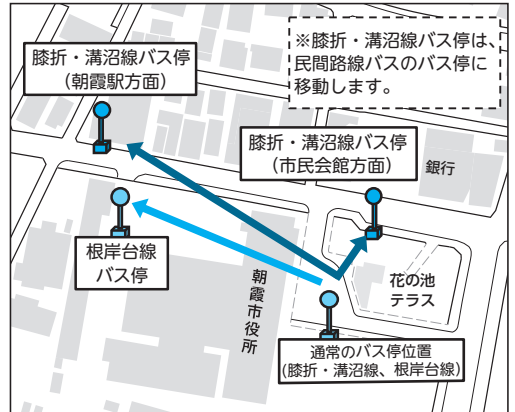 膝折・溝沼線バス停
(朝霞駅方面)
※膝折・溝沼線バス停は、
民間路線バスのバス停に
移動します。
膝折・溝沼線バス停
(市民会館方面)
銀行
根岸台線
バス停
朝霞市役所
花の池
テラス
通常のバス停位置
(膝折・溝沼線、根岸台線)